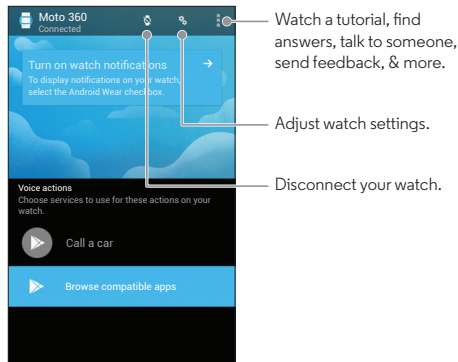 Moto 360
Connected
Turn on watch notifications
To display notifications on your watch,
select the Android Wear checkbox.
Voice actions
Choose services to use for these actions on your
watch.
Call a car
Browse compatible apps
Watch a tutorial, find
answers, talk to someone,
send feedback, & more.
Adjust watch settings.
Disconnect your watch.